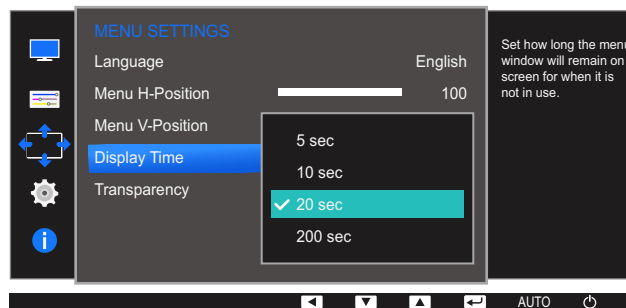 MENU SETTINGS
Language English
Menu H-Position 100
Menu V-Position
Display Time
Transparency
5 sec
10 sec
20 sec
200 sec
Set how long the menu
window will remain on
screen for when it is
not in use.
AUTO